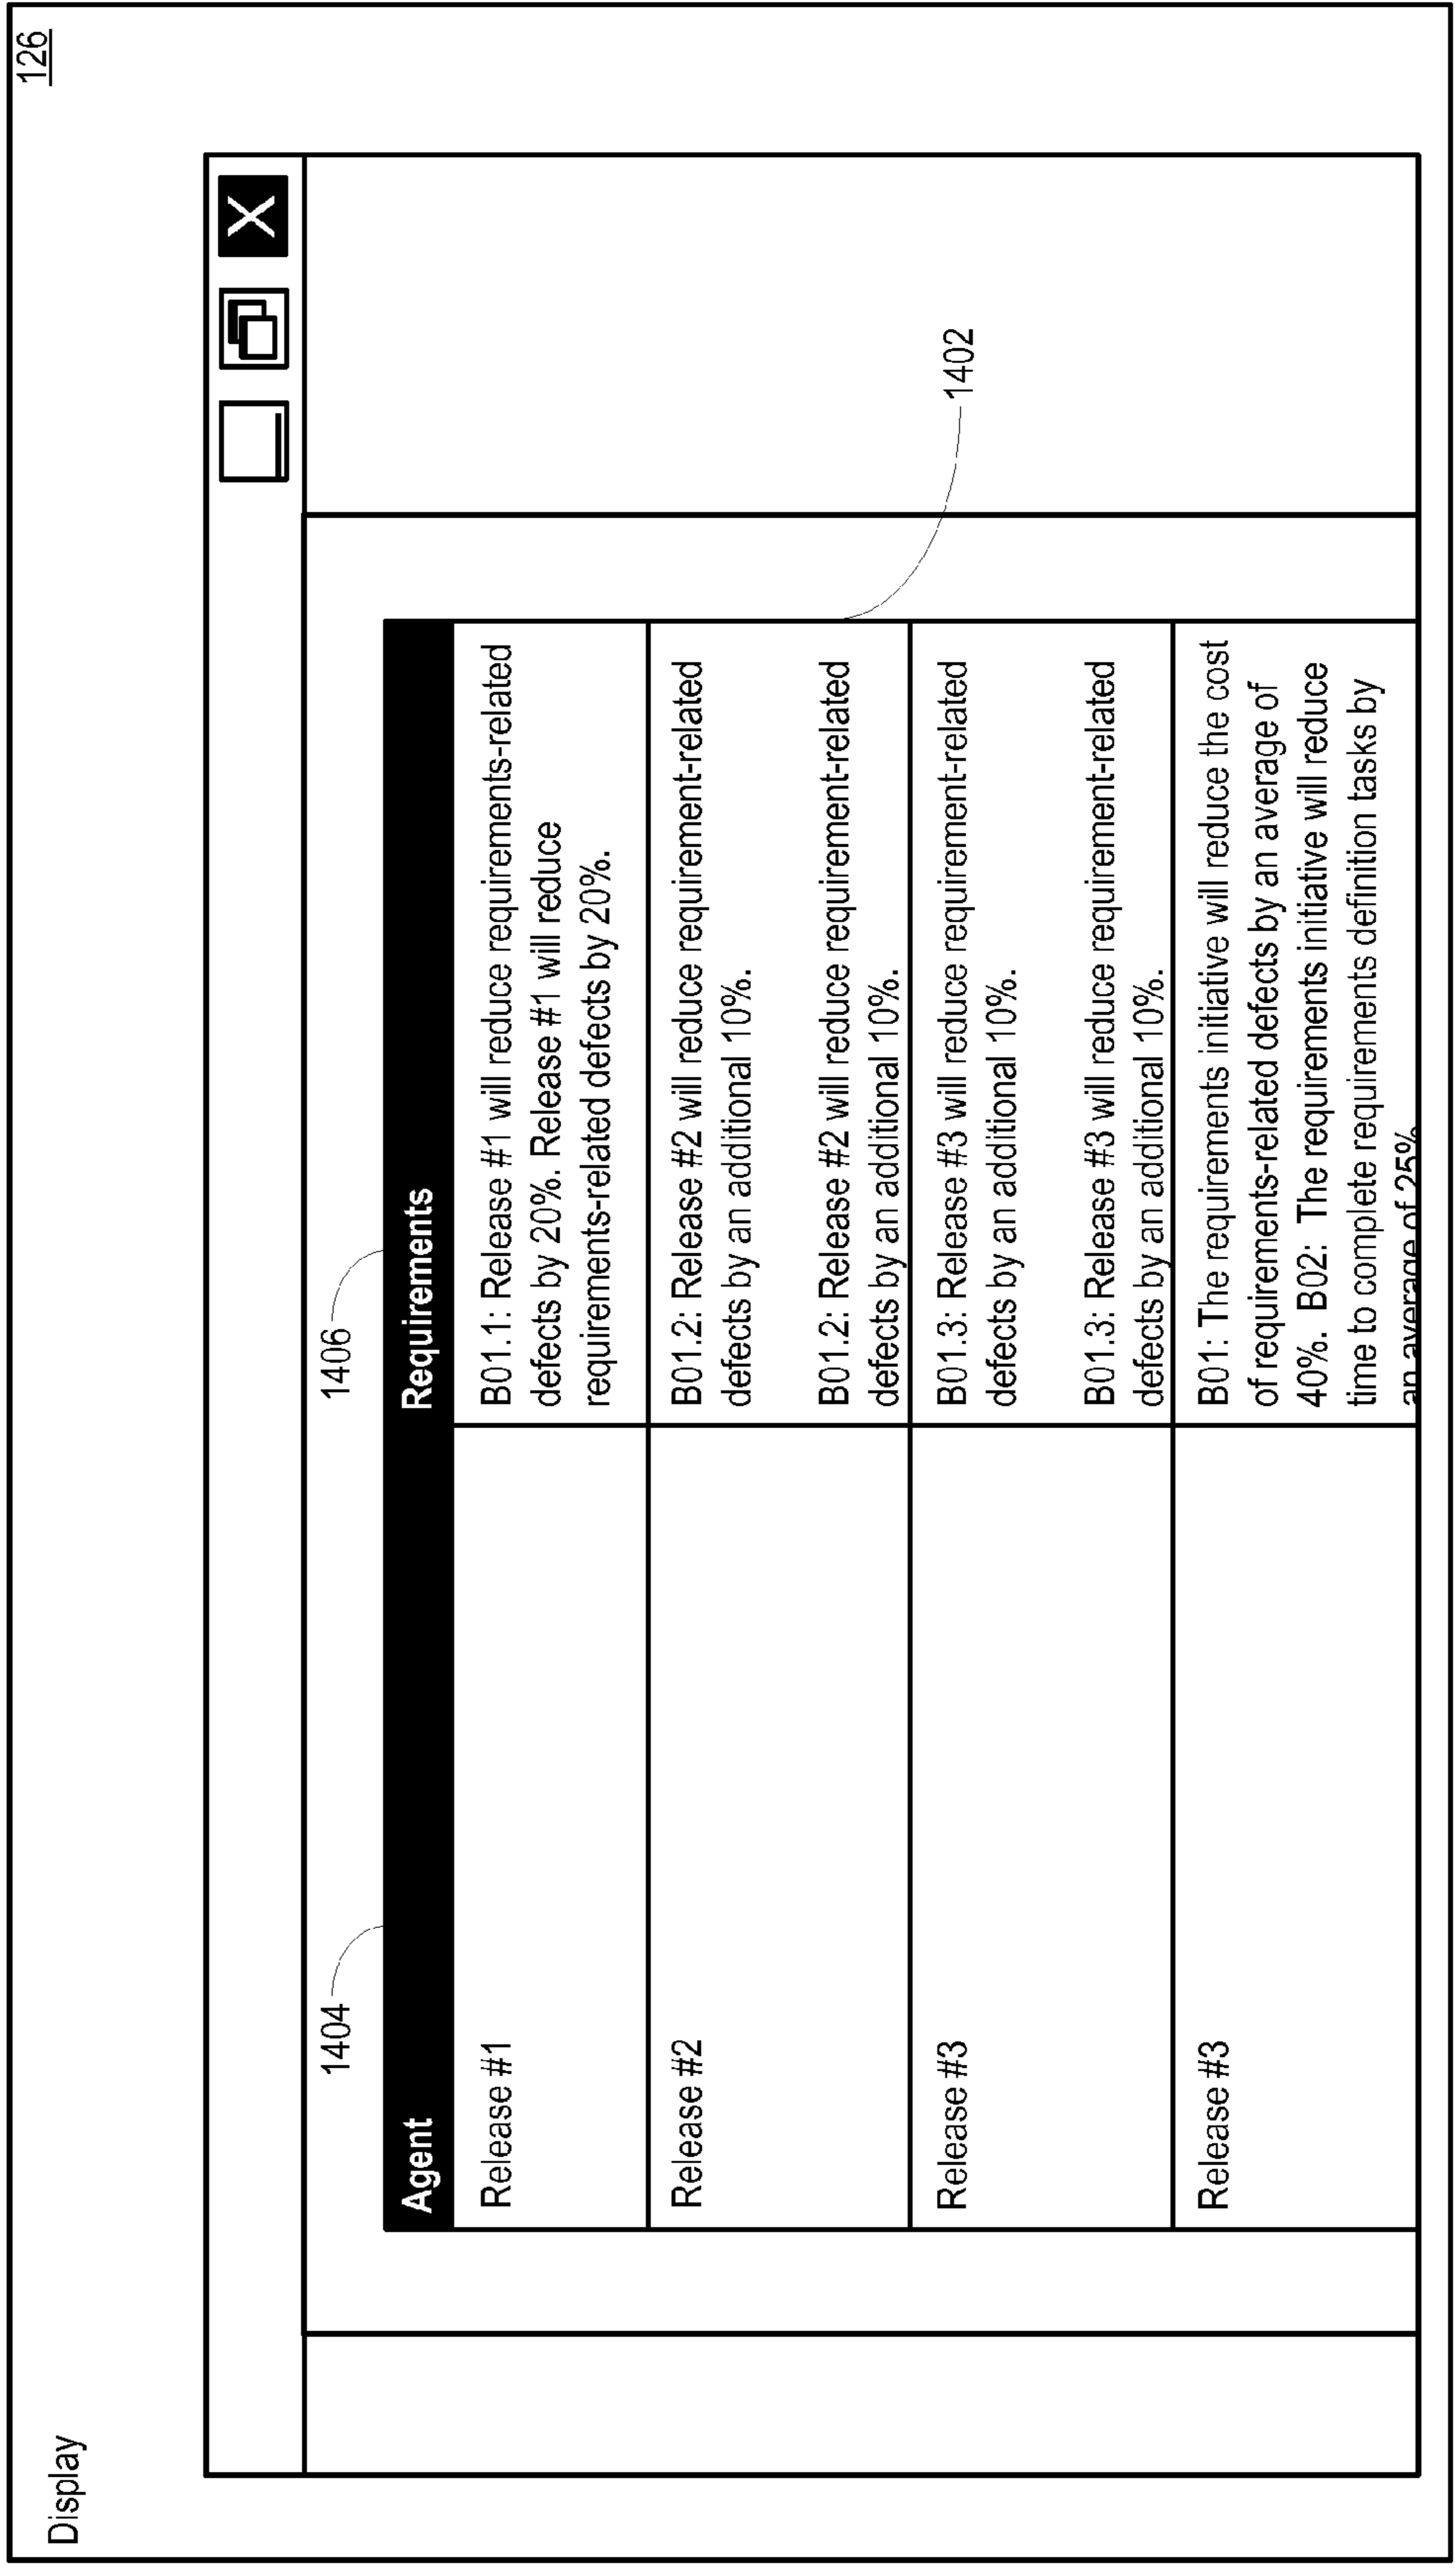 Display
126
X
1404
1406
Agent
Requirements
Release #1
B01.1: Release #1 will reduce requirements-related
defects by 20%. Release #1 will reduce
requirements-related defects by 20%.
Release #2
B01.2: Release #2 will reduce requirement-related
defects by an additional 10%.
B01.2: Release #2 will reduce requirement-related
defects by an additional 10%.
1402
Release #3
B01.3: Release #3 will reduce requirement-related
defects by an additional 10%.
B01.3: Release #3 will reduce requirement-related
defects by an additional 10%.
Release #3
B01: The requirements initiative will reduce the cost
of requirements-related defects by an average of
40%. B02: The requirements initiative will reduce
time to complete requirements definition tasks by
an average of 25%